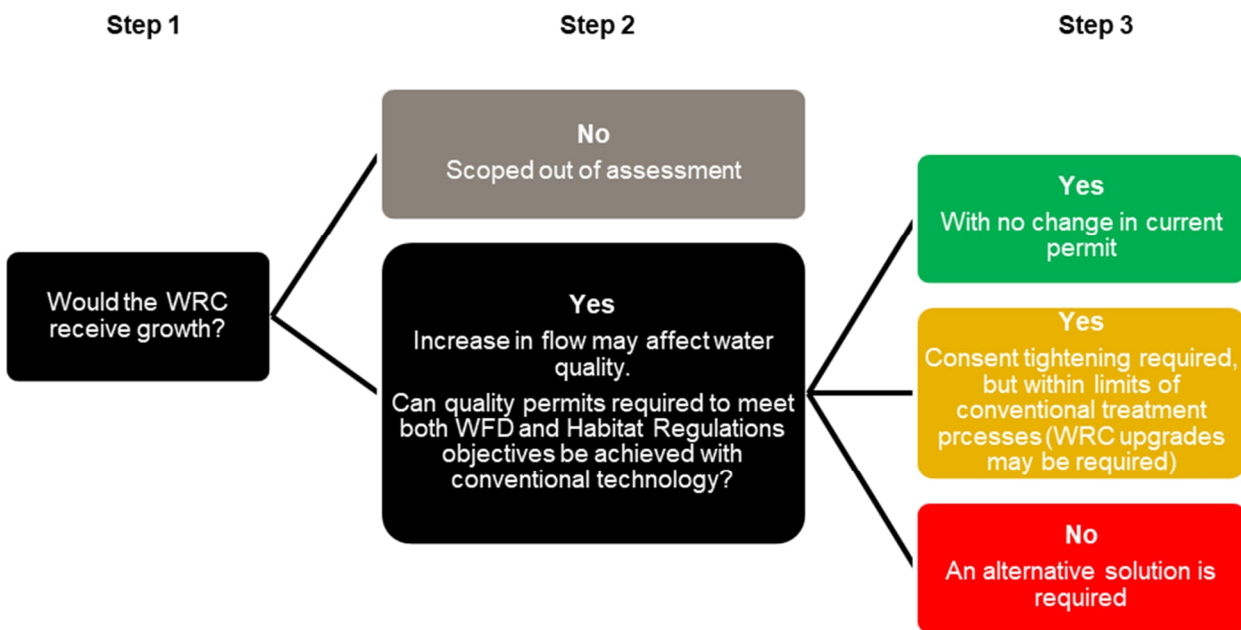 Step 1
Step 2
Step 3
Would the WRC
receive growth?
No
Scoped out of assessment
Yes
Increase in flow may affect water
quality.
Can quality permits required to meet
both WFD and Habitat Regulations
objectives be achieved with
conventional technology?
Yes
With no change in current
permit
Yes
Consent tightening required,
but within limits of
conventional treatment
prcesses (WRC upgrades
may be required)
No
An alternative solution is
required